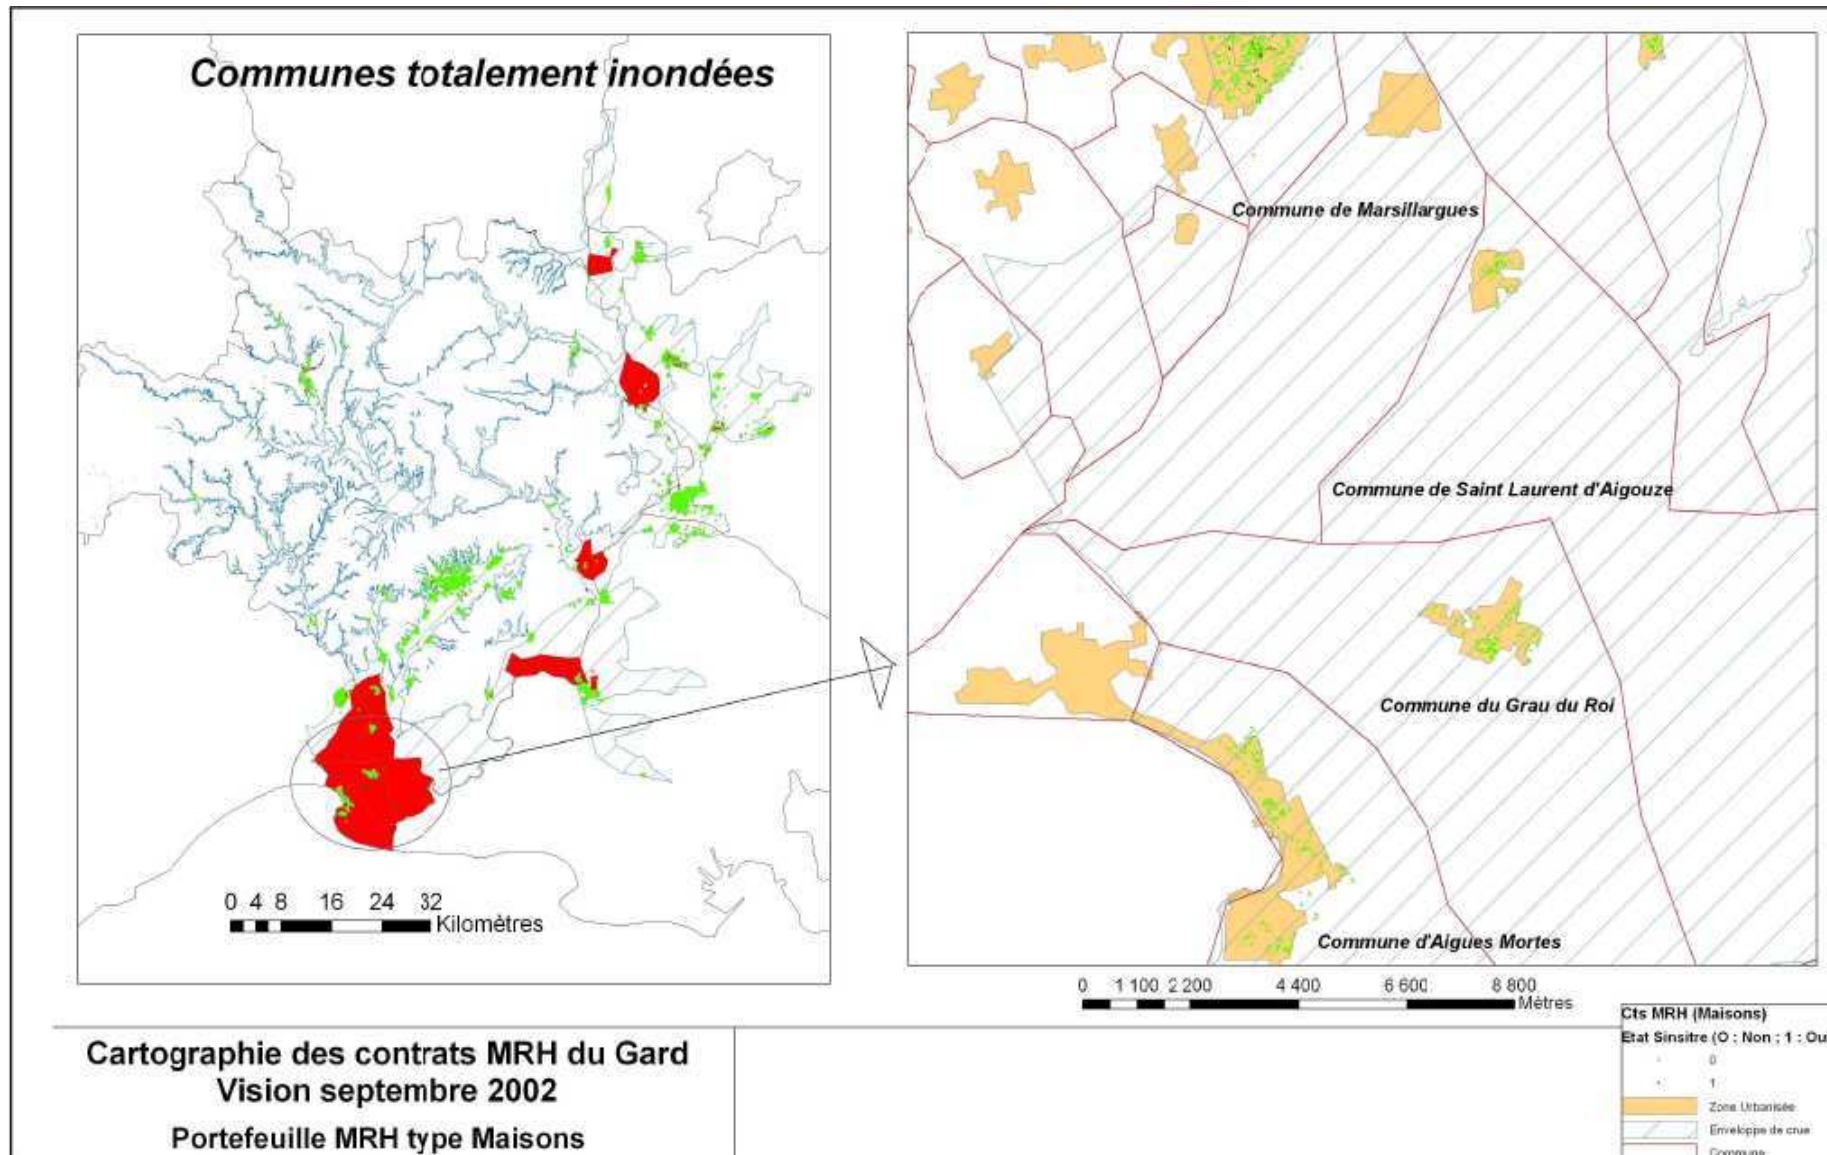 Communes totalement inondées
0 4 8 16 24 32
Kilomètres
Commune de Marsillargues
Commune de Saint Laurent d'Aigouze
Commune du Grau du Roi
Commune d'Aigues Mortes
0 1 100 2 200 4 400 6 600 8 800
Mètres
Cartographie des contrats MRH du Gard
Vision septembre 2002
Portefeuille MRH type Maisons
Cts MRH (Maisons)
Etat Sinsitre (O : Non ; 1 : Ou
0
1
Zone Urbanisée
Enveloppe de crue
Commune